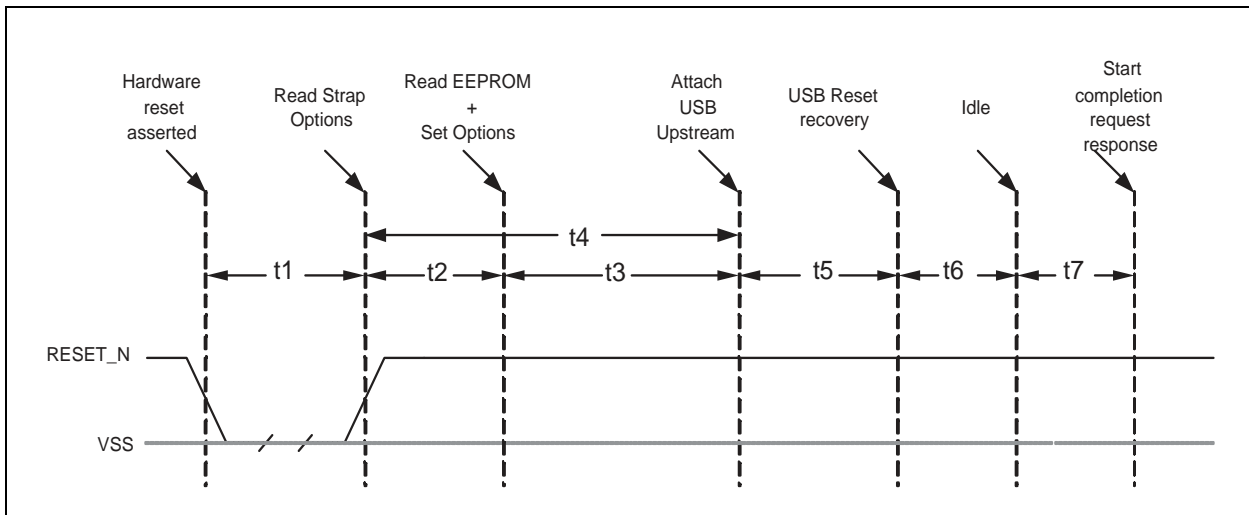 Hardware
reset
asserted
Read Strap
Options
Read EEPROM
+
Set Options
Attach
USB
Upstream
USB Reset
recovery
Idle
Start
completion
request
response
t4
t1
t2
t3
t5
t6
t7
RESET_N
VSS